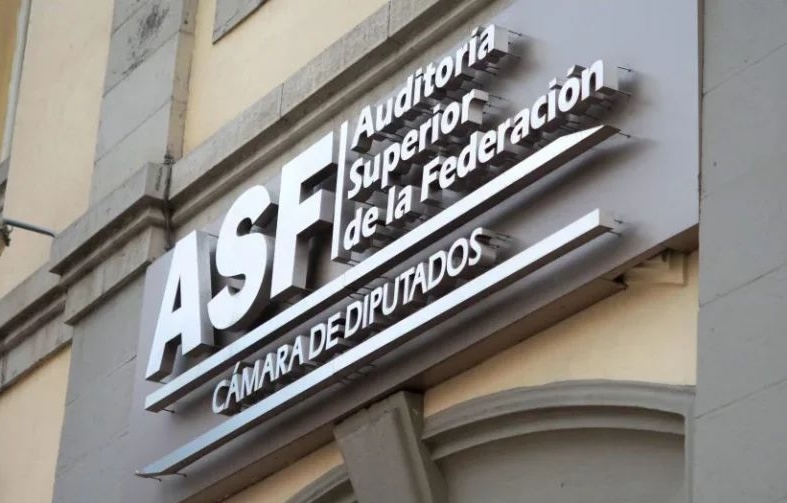 ASF
Auditoría
Superior
de la Federación
CÁMARA DE DIPUTADOS